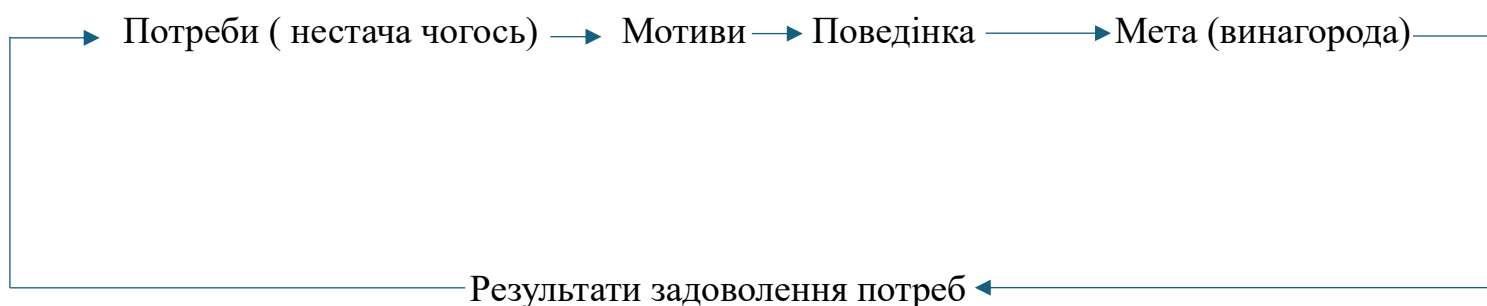 Потреби ( нестача чогось) Мотиви Поведінка Мета (винагорода)
Результати задоволення потреб